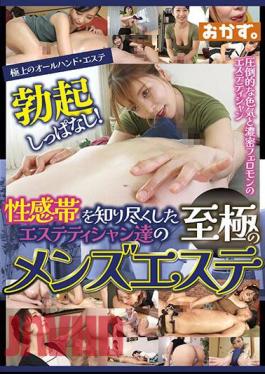 おかず。
極上のオールハンド・エステ
圧倒的な色気と濃密フェロモンの
エステティシャン
勃起、
しっぱなし!
性感帯を知り尽くした
エステティシャン達の
至極の
メンズエステ